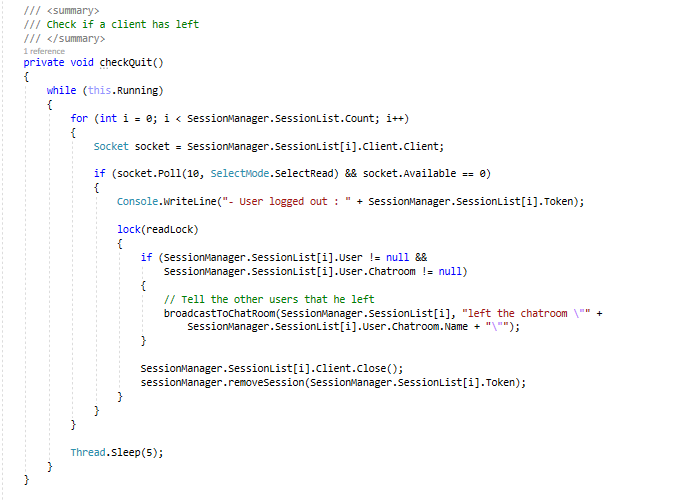 /// <summary>
/// Check if a client has left
/// </summary>
1 reference
private void checkQuit()
{
    while (this.Running)
    {
        for (int i = 0; i < SessionManager.SessionList.Count; i++)
        {
            Socket socket = SessionManager.SessionList[i].Client.Client;

            if (socket.Poll(10, SelectMode.SelectRead) && socket.Available == 0)
            {
                Console.WriteLine("- User logged out : " + SessionManager.SessionList[i].Token);

                lock(readLock)
                {
                    if (SessionManager.SessionList[i].User != null &&
                        SessionManager.SessionList[i].User.Chatroom != null)
                    {
                        // Tell the other users that he left
                        broadcastToChatRoom(SessionManager.SessionList[i], "left the chatroom \"" +
                            SessionManager.SessionList[i].User.Chatroom.Name + "\"");
                    }

                    SessionManager.SessionList[i].Client.Close();
                    sessionManager.removeSession(SessionManager.SessionList[i].Token);
                }
            }
        }

        Thread.Sleep(5);
    }
}